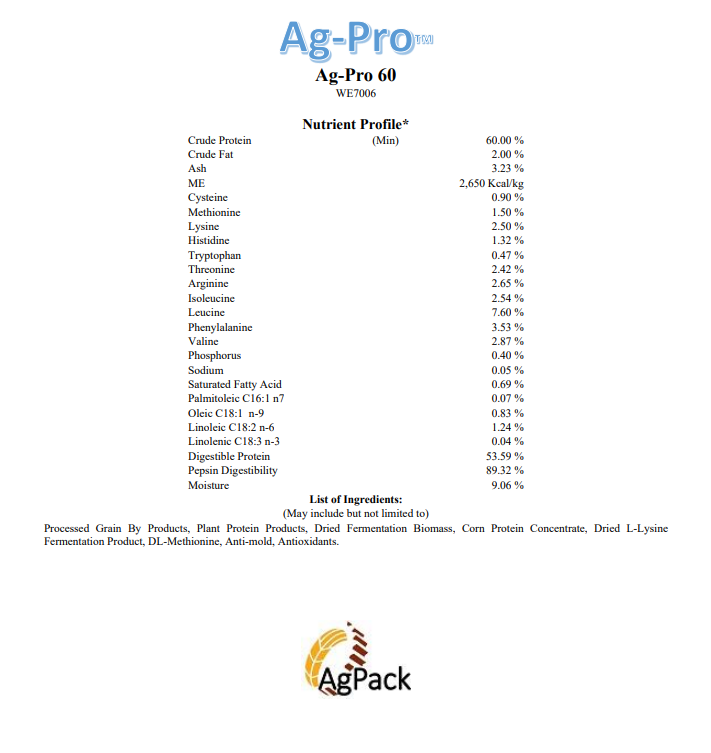 Ag-Pro™
Ag-Pro 60
WE7006
Nutrient Profile*
Crude Protein (Min) 60.00 %
Crude Fat 2.00 %
Ash 3.23 %
ME 2,650 Kcal/kg
Cysteine 0.90 %
Methionine 1.50 %
Lysine 2.50 %
Histidine 1.32 %
Tryptophan 0.47 %
Threonine 2.42 %
Arginine 2.65 %
Isoleucine 2.54 %
Leucine 7.60 %
Phenylalanine 3.53 %
Valine 2.87 %
Phosphorus 0.40 %
Sodium 0.05 %
Saturated Fatty Acid 0.69 %
Palmitoleic C16:1 n7 0.07 %
Oleic C18:1 n-9 0.83 %
Linoleic C18:2 n-6 1.24 %
Linolenic C18:3 n-3 0.04 %
Digestible Protein 53.59 %
Pepsin Digestibility 89.32 %
Moisture 9.06 %
List of Ingredients:
(May include but not limited to)
Processed Grain By Products, Plant Protein Products, Dried Fermentation Biomass, Corn Protein Concentrate, Dried L-Lysine
Fermentation Product, DL-Methionine, Anti-mold, Antioxidants.
AgPack